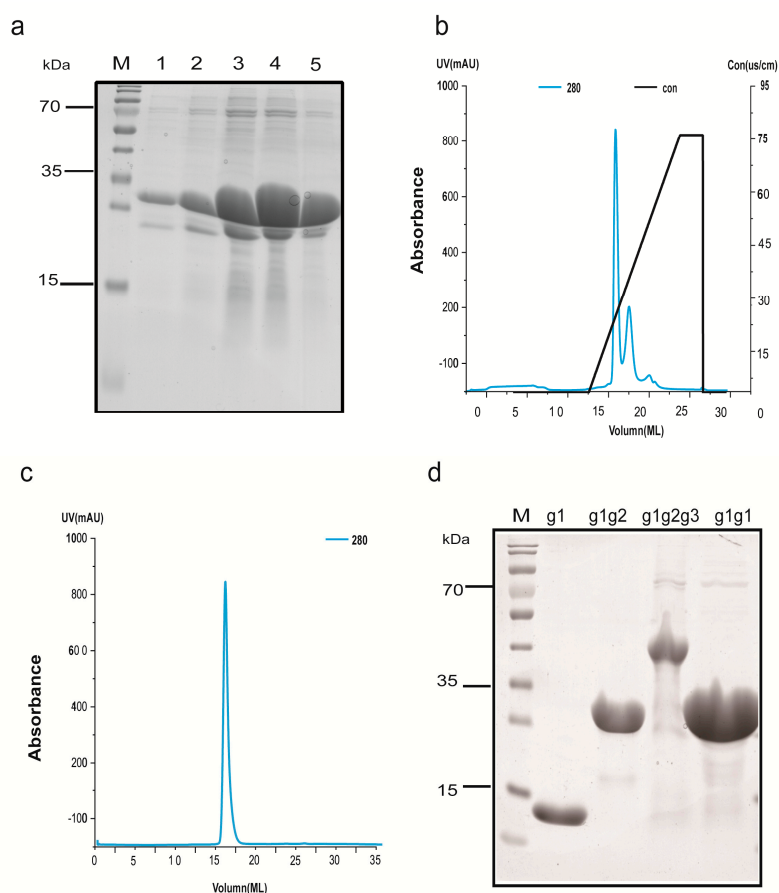 a
kDa M 1 2 3 4 5
70
35
15
b
UV(mAU) Con(us/cm)
280 con
1000
800
600
400
200
-100
95
75
60
45
30
15
0
Absorbance
0 5 10 15 20 25 30
Volumn(ML)
c
UV(mAU)
280
1000
800
60 0
400
200
-100
Absorbance
0 5 10 15 20 25 30 35
Volumn(ML)
d
M g1 g1g2 g1g2g3 g1g1
kDa
70
35
15